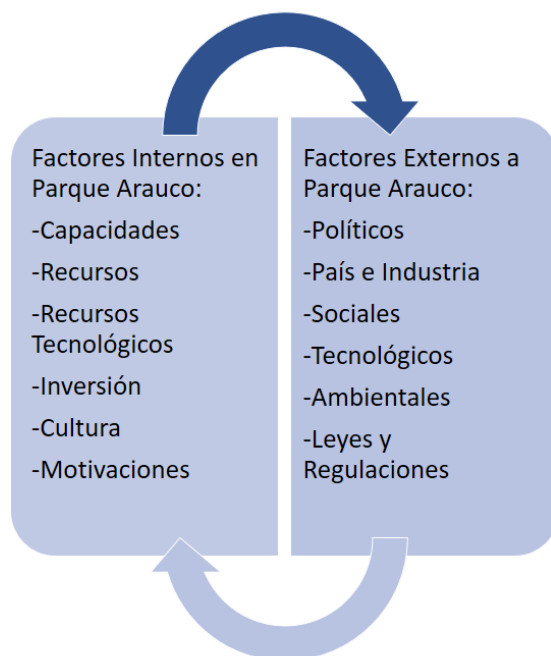 Factores Internos en
Parque Arauco:
-Capacidades
-Recursos
-Recursos
Tecnológicos
-Inversión
-Cultura
-Motivaciones
Factores Externos a
Parque Arauco:
-Políticos
-País e Industria
-Sociales
-Tecnológicos
-Ambientales
-Leyes y
Regulaciones